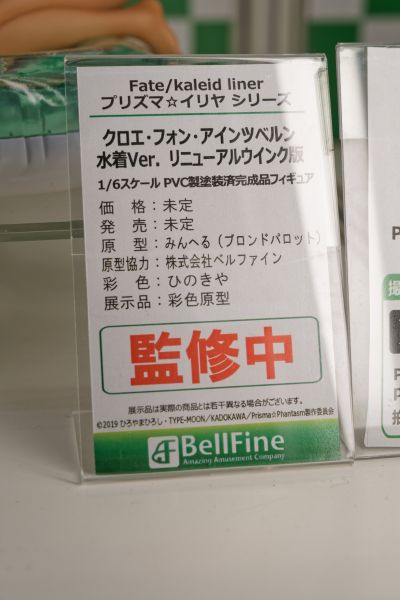 Fate/kaleid liner
プリズマ☆イリヤ シリーズ
クロエ・フォン・アインツベルン
水着Ver. リニューアルウインク版
1/6スケール PVC製塗装済完成品フィギュア
価　格：未定
発　売：未定
原　型：みんへる（ブロンドパロット）
原型協力：株式会社ベルファイン
彩　色：ひのきや
展示品：彩色原型
監修中
展示品は実際の商品とは若干異なる場合がございます。
©2019 ひろやまひろし・TYPE-MOON/KADOKAWA/Prisma☆Phantasm製作委員会
BellFine
Amazing Amusement Company